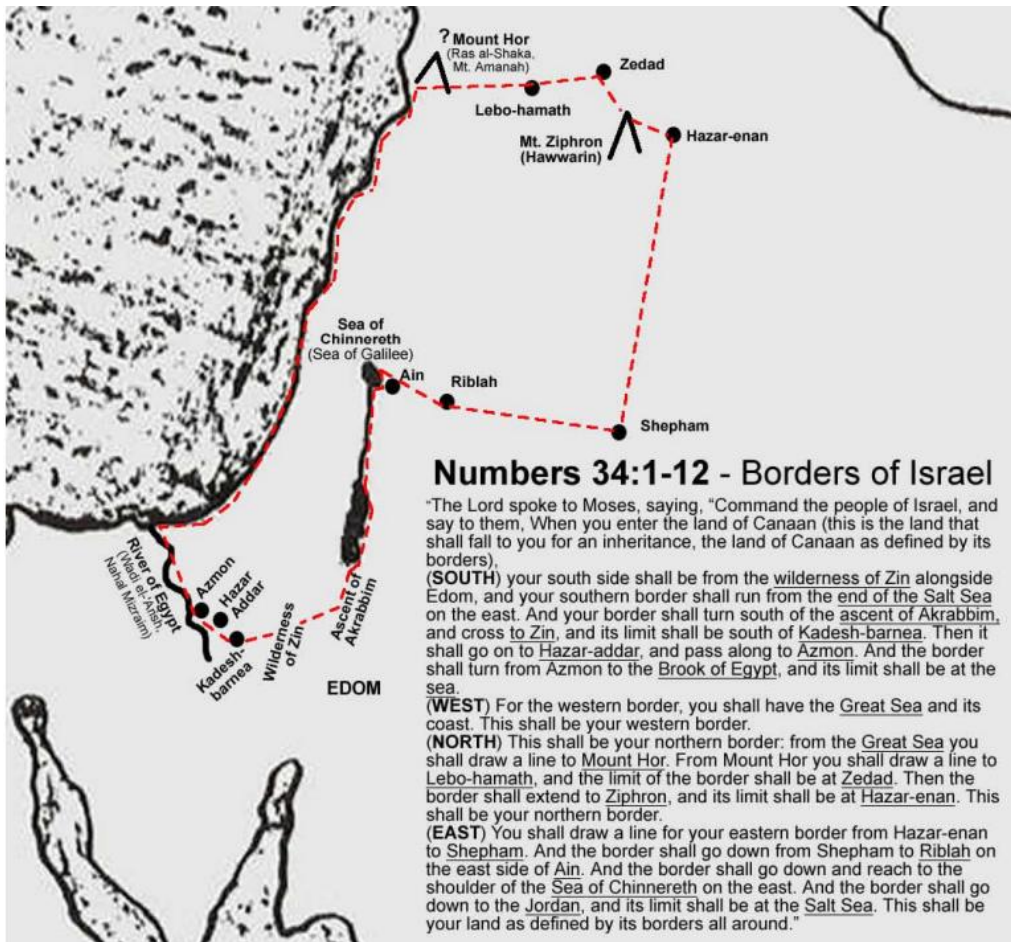 ? Mount Hor
(Ras al-Shaka,
Mt. Amanah)
Zedad
Lebo-hamath
Mt. Ziphron
(Hawwarin)
Hazar-enan
Sea of
Chinnereth
(Sea of Galilee)
Ain
Riblah
Shepham
River of Egypt
(Wadi el-'Arish,
Nahal Mizraim)
Azmon
Hazar
Addar
Kadesh-
barnea
Wilderness
of Zin
Ascent of
Akrabbim
EDOM
Numbers 34:1-12 - Borders of Israel
"The Lord spoke to Moses, saying, "Command the people of Israel, and
say to them, When you enter the land of Canaan (this is the land that
shall fall to you for an inheritance, the land of Canaan as defined by its
borders),
(SOUTH) your south side shall be from the wilderness of Zin alongside
Edom, and your southern border shall run from the end of the Salt Sea
on the east. And your border shall turn south of the ascent of Akrabbim,
and cross to Zin, and its limit shall be south of Kadesh-barnea. Then it
shall go on to Hazar-addar, and pass along to Azmon. And the border
shall turn from Azmon to the Brook of Egypt, and its limit shall be at the
sea.
(WEST) For the western border, you shall have the Great Sea and its
coast. This shall be your western border.
(NORTH) This shall be your northern border: from the Great Sea you
shall draw a line to Mount Hor. From Mount Hor you shall draw a line to
Lebo-hamath, and the limit of the border shall be at Zedad. Then the
border shall extend to Ziphron, and its limit shall be at Hazar-enan. This
shall be your northern border.
(EAST) You shall draw a line for your eastern border from Hazar-enan
to Shepham. And the border shall go down from Shepham to Riblah on
the east side of Ain. And the border shall go down and reach to the
shoulder of the Sea of Chinnereth on the east. And the border shall go
down to the Jordan, and its limit shall be at the Salt Sea. This shall be
your land as defined by its borders all around."